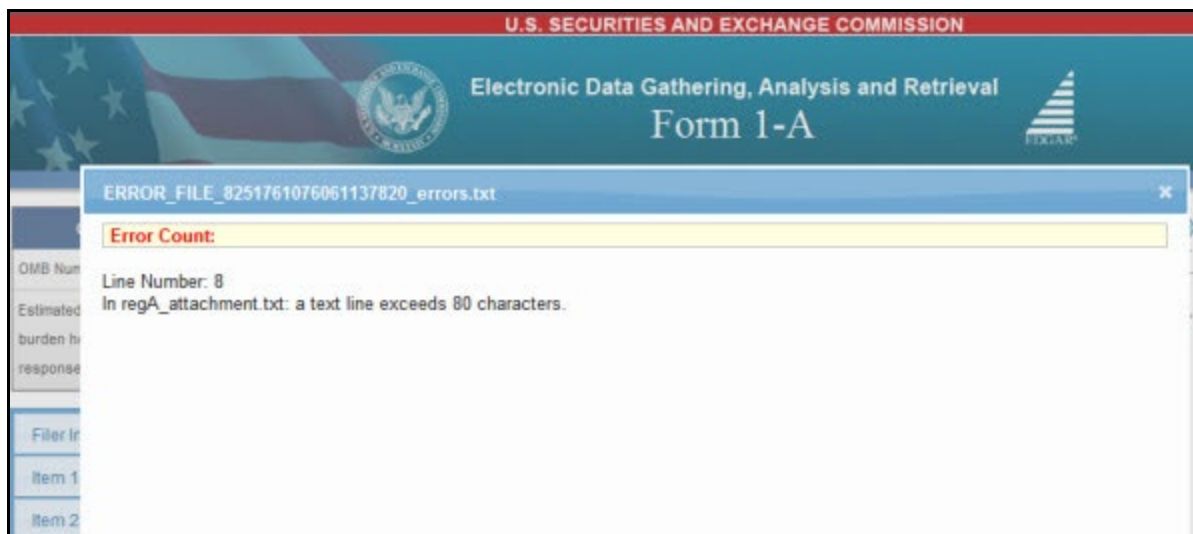 U.S. SECURITIES AND EXCHANGE COMMISSION
Electronic Data Gathering, Analysis and Retrieval
Form 1-A
EDGAR
ERROR_FILE_8251761076061137820_errors.txt
×
Error Count:
OMB Num
Line Number: 8
In regA_attachment.txt: a text line exceeds 80 characters.
Estimated
burden h
response
Filer In
Item 1
Item 2